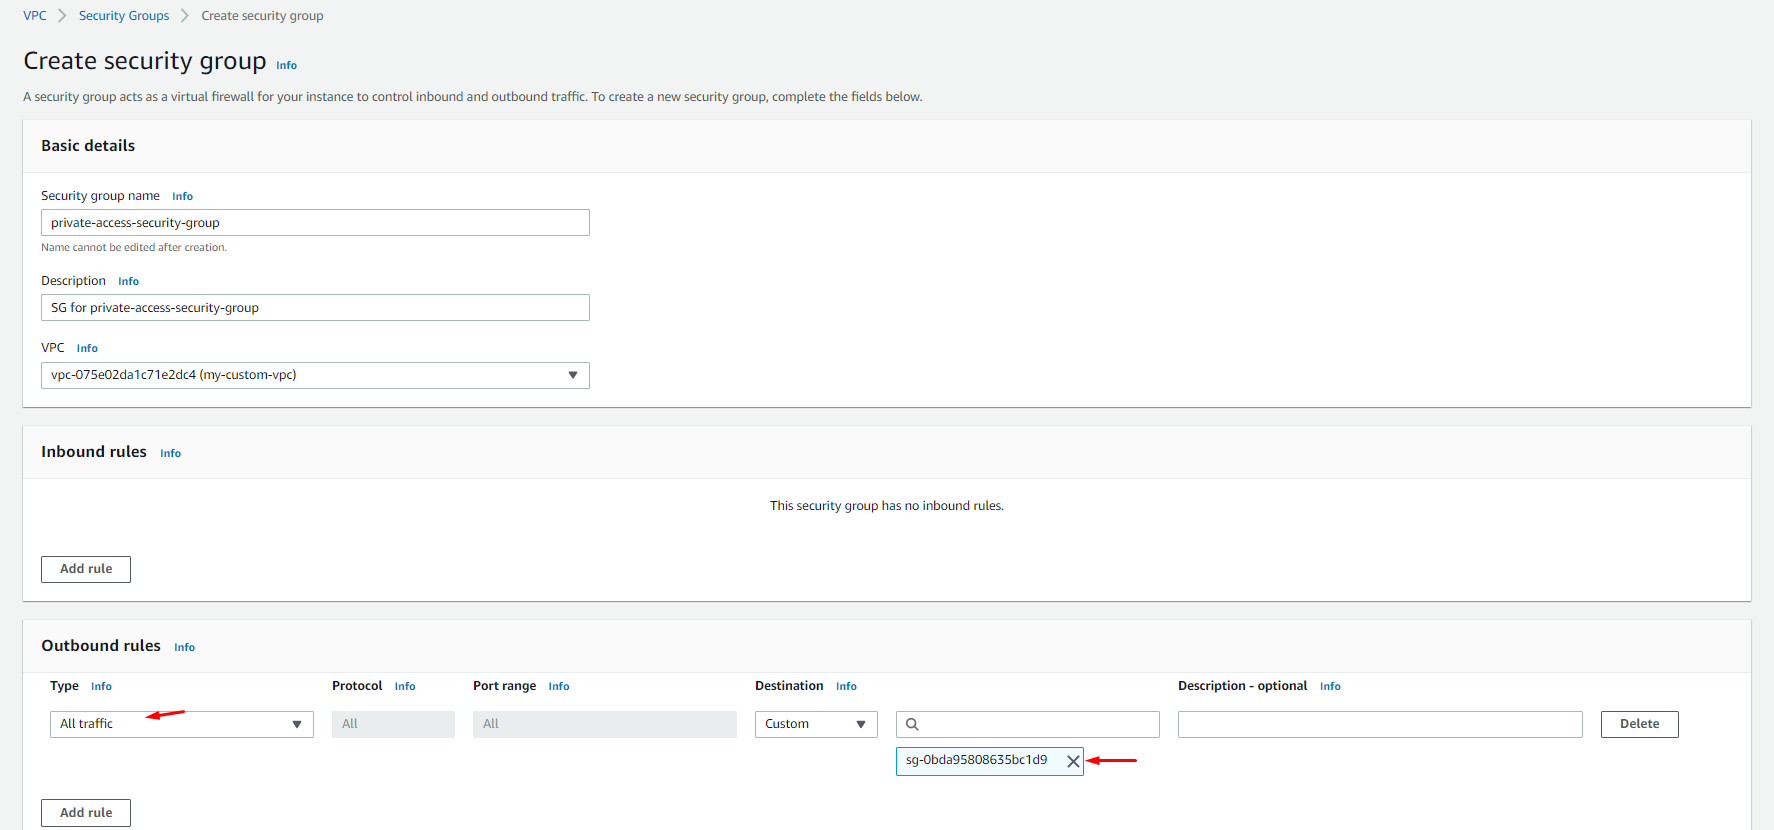 VPC > Security Groups > Create security group
Create security group Info
A security group acts as a virtual firewall for your instance to control inbound and outbound traffic. To create a new security group, complete the fields below.
Basic details
Security group name Info
private-access-security-group
Name cannot be edited after creation.
Description Info
SG for private-access-security-group
VPC Info
vpc-075e02da1c71e2dc4 (my-custom-vpc)
Inbound rules Info
This security group has no inbound rules.
Add rule
Outbound rules Info
Type Info Protocol Info Port range Info Destination Info Description - optional Info
All traffic All All Custom Delete
sg-0bda95808635bc1d9
Add rule